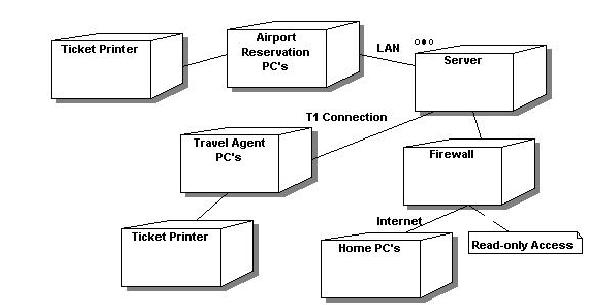 Ticket Printer
Airport
Reservation
PC's
LAN
Server
T1 Connection
Travel Agent
PC's
Firewall
Ticket Printer
Internet
Home PC's
Read-only Access